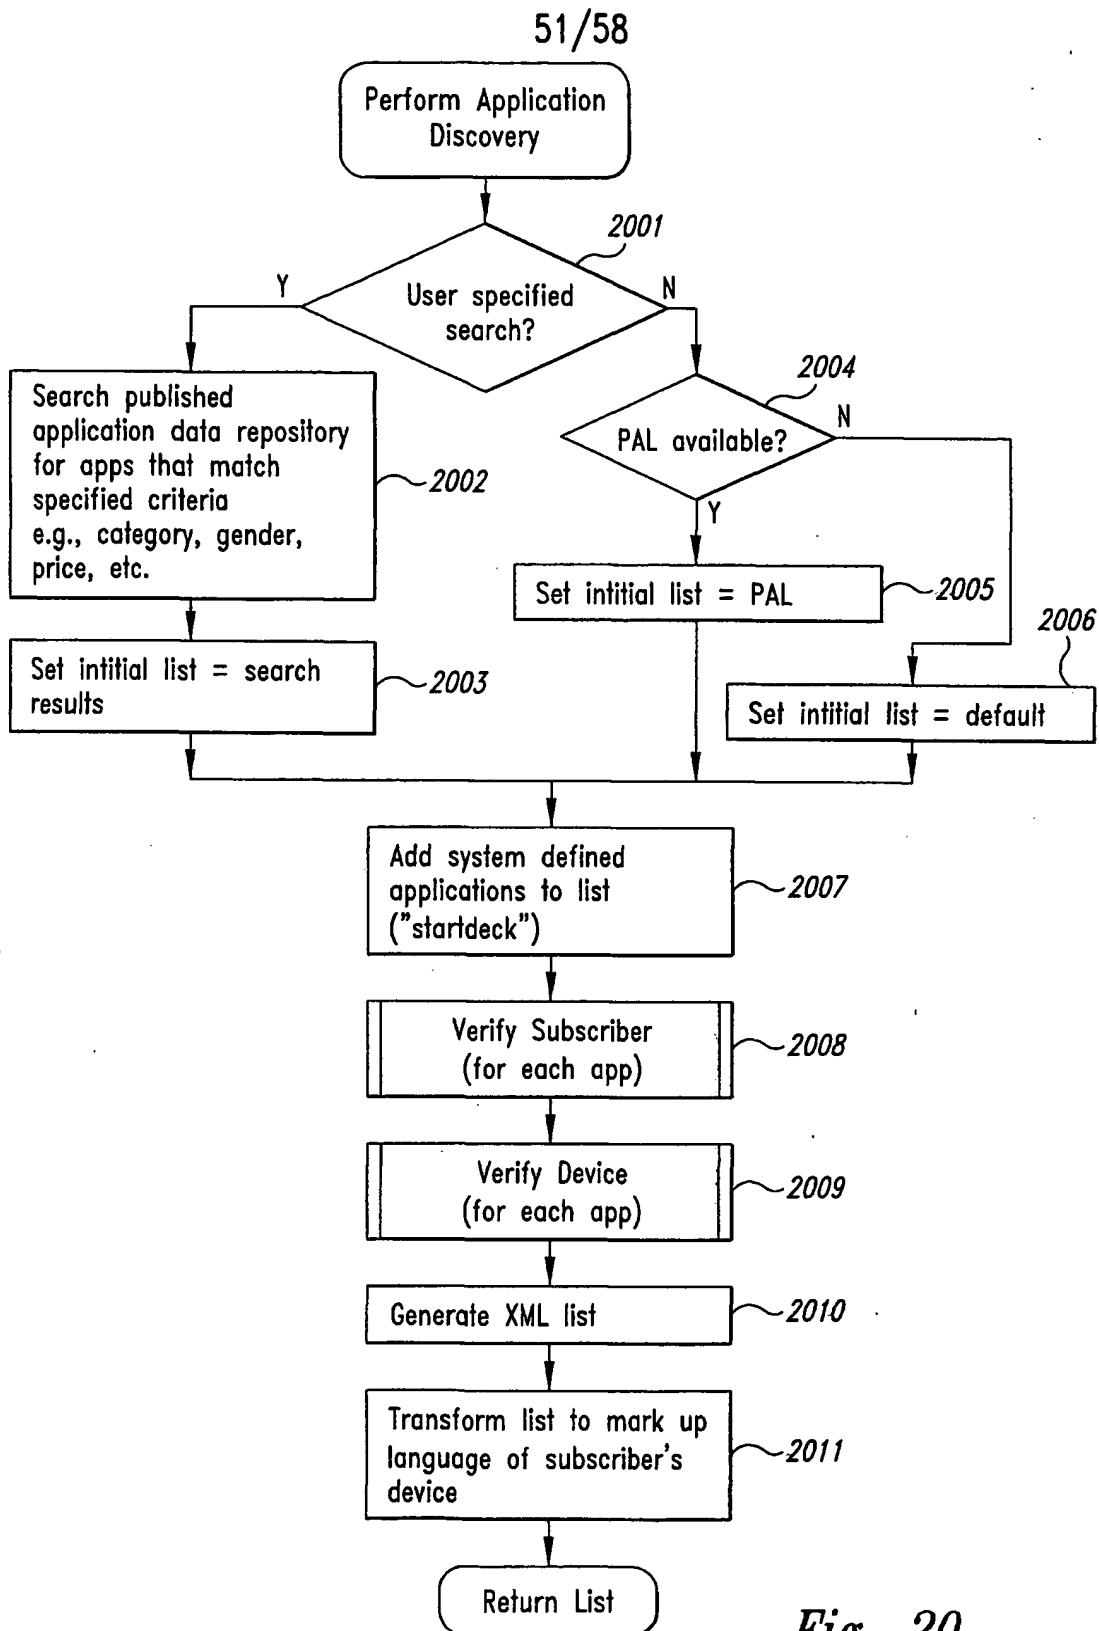 51/58
Perform Application
Discovery
2001
Y
User specified
search?
N
2004
Search published
application data repository
for apps that match
specified criteria
e.g., category, gender,
price, etc.
2002
PAL available?
N
Y
Set intitial list = PAL
2005
2006
Set intitial list = search
results
2003
Set intitial list = default
Add system defined
applications to list
("startdeck")
2007
Verify Subscriber
(for each app)
2008
Verify Device
(for each app)
2009
Generate XML list
2010
Transform list to mark up
language of subscriber's
device
2011
Return List
Fig. 20